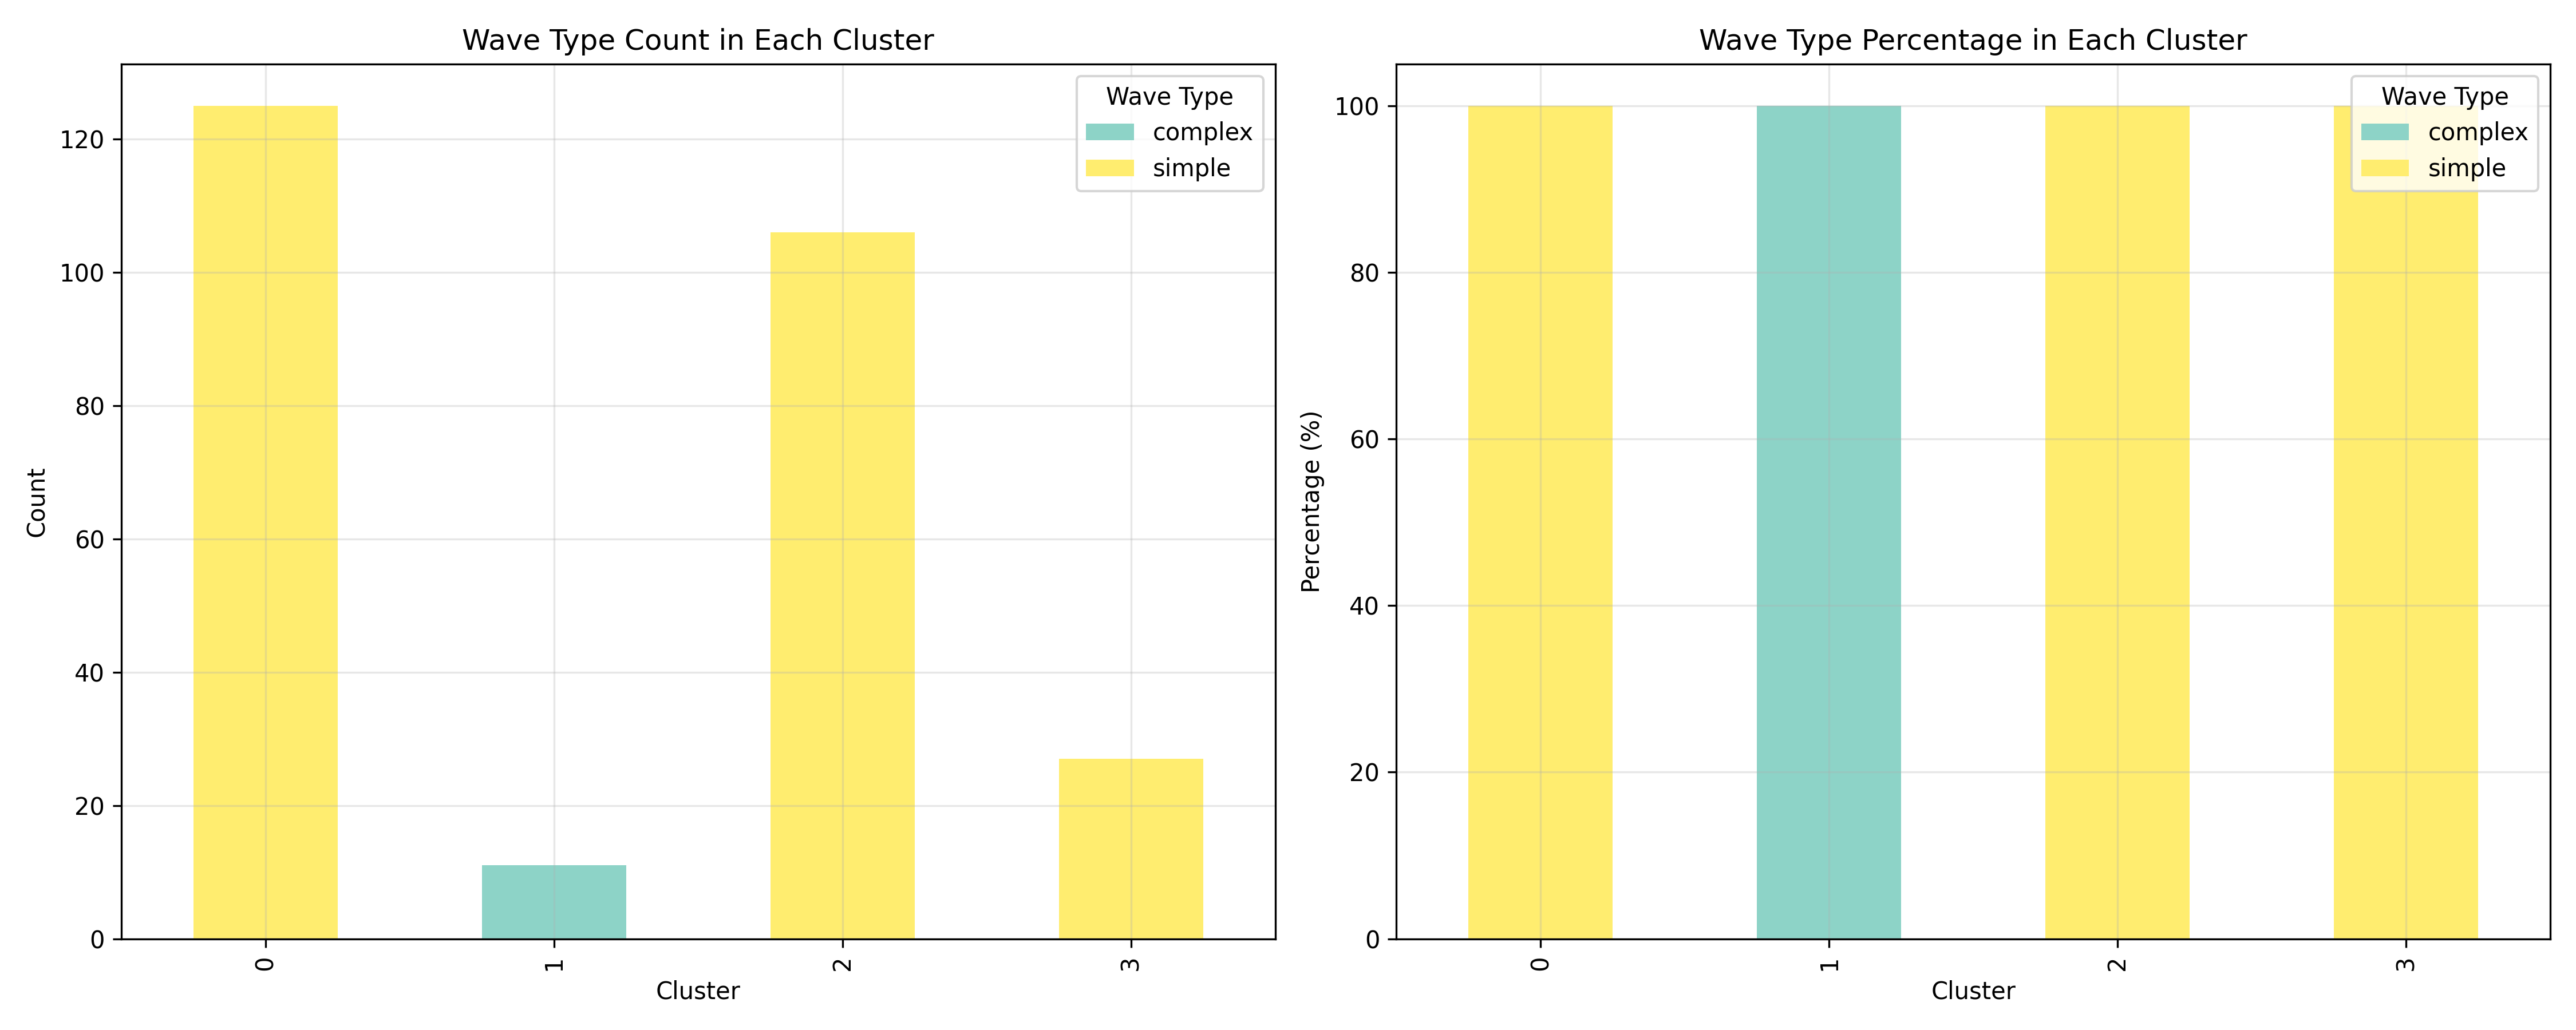 Wave Type Count in Each Cluster
Wave Type
complex
simple
120
100
80
60
40
20
0
Count
0
1
2
3
Cluster
Wave Type Percentage in Each Cluster
Wave Type
complex
simple
100
80
60
40
20
0
Percentage (%)
0
1
2
3
Cluster